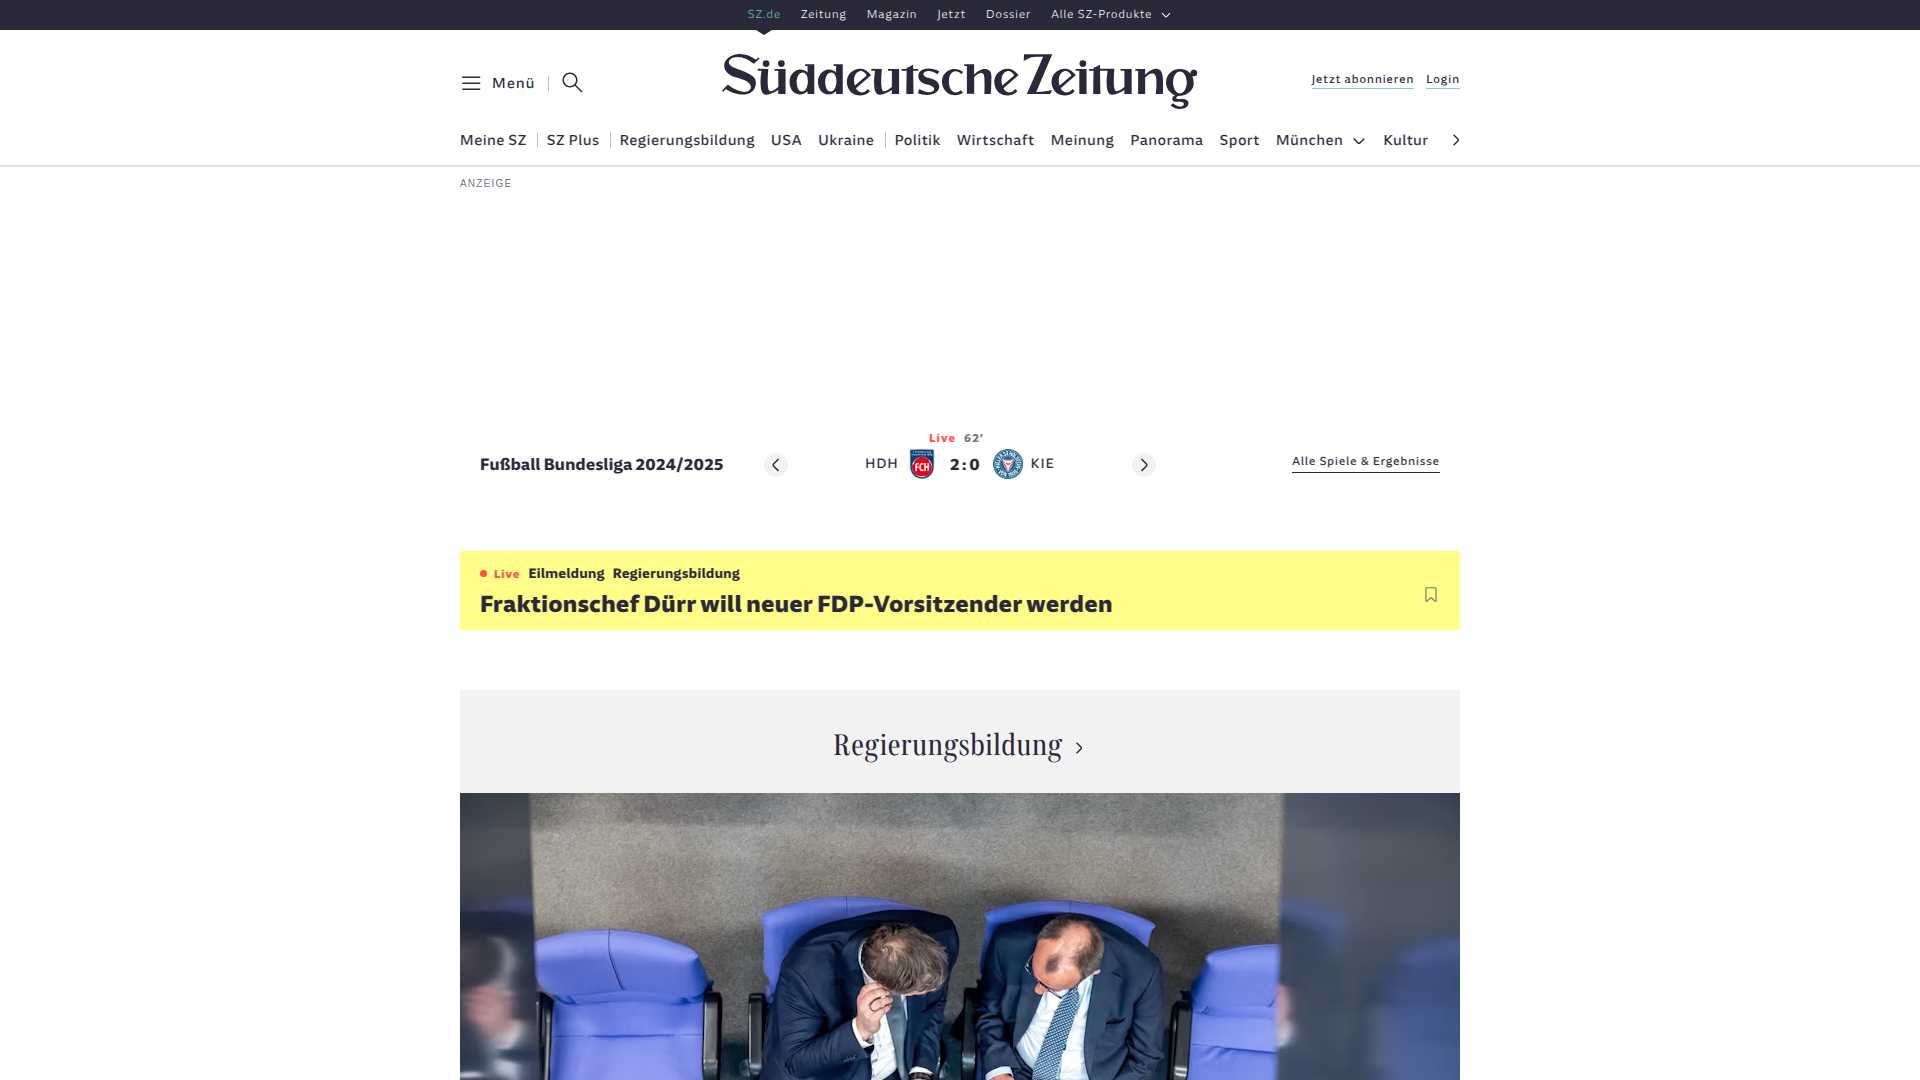 SZ.de Zeitung Magazin Jetzt Dossier Alle SZ-Produkte
Menü
Süddeutsche Zeitung
Jetzt abonnieren Login
Meine SZ SZ Plus Regierungsbildung USA Ukraine Politik Wirtschaft Meinung Panorama Sport München Kultur
ANZEIGE
Live 62'
Fußball Bundesliga 2024/2025
HDH FCH 2:0 KIE
Alle Spiele & Ergebnisse
Live Eilmeldung Regierungsbildung
Fraktionschef Dürr will neuer FDP-Vorsitzender werden
Regierungsbildung